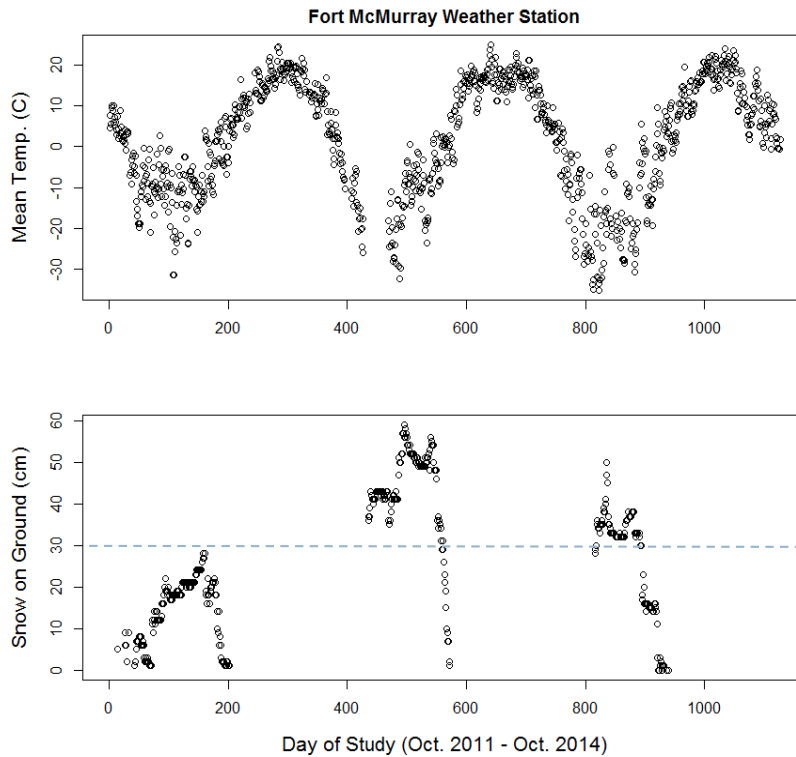 Fort McMurray Weather Station
Mean Temp. (C)
20
10
0
-10
-20
-30
0 200 400 600 800 1000
Snow on Ground (cm)
60
50
40
30
20
10
0
0 200 400 600 800 1000
Day of Study (Oct. 2011 - Oct. 2014)